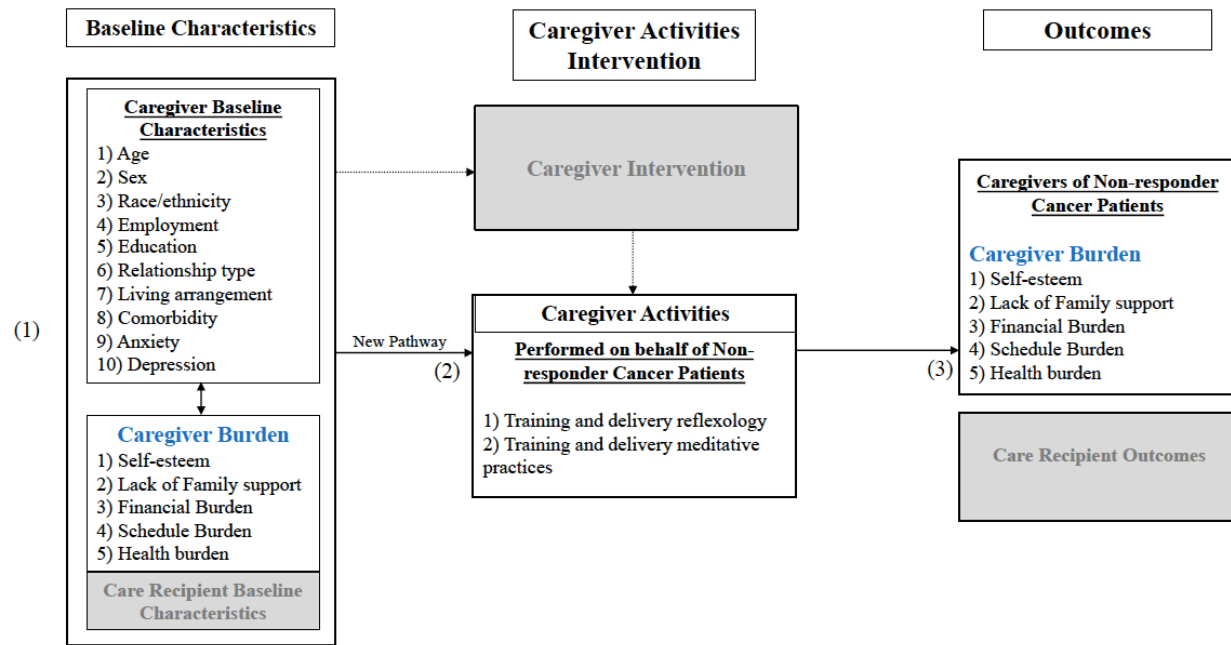 Baseline Characteristics
Caregiver Activities
Intervention
Outcomes
(1)
Caregiver Baseline
Characteristics
1) Age
2) Sex
3) Race/ethnicity
4) Employment
5) Education
6) Relationship type
7) Living arrangement
8) Comorbidity
9) Anxiety
10) Depression
Caregiver Burden
1) Self-esteem
2) Lack of Family support
3) Financial Burden
4) Schedule Burden
5) Health burden
Care Recipient Baseline
Characteristics
New Pathway
(2)
Caregiver Intervention
Caregiver Activities
Performed on behalf of Non-
responder Cancer Patients
1) Training and delivery reflexology
2) Training and delivery meditative
practices
(3)
Caregivers of Non-responder
Cancer Patients
Caregiver Burden
1) Self-esteem
2) Lack of Family support
3) Financial Burden
4) Schedule Burden
5) Health burden
Care Recipient Outcomes